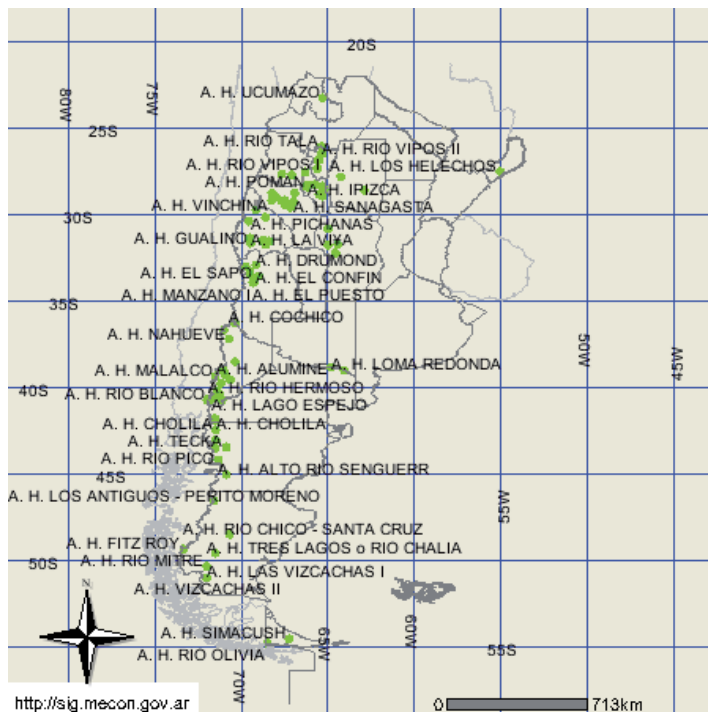 20S
80W
75W
A. H. UCUMAZO
25S
A. H. RIO TALA
A. H. RIO VIPOS II
A. H. RIO VIPOS I
A. H. LOS HELECHOS
A. H. POMAN
A. H. IPIZCA
A. H. VINCHINA
A. H. SANAGASTA
30S
A. H. PICHANAS
A. H. GUALINO
A. H. LA VIYA
A. H. DRUMOND
A. H. EL SAPO
A. H. EL CONFIN
A. H. MANZANO I
A. H. EL PUESTO
35S
A. H. COCHICO
A. H. NAHUEVE
50W
45W
A. H. MALALCO
A. H. ALUMINE
A. H. LOMA REDONDA
40S
A. H. RIO BLANCO
A. H. RIO HERMOSO
A. H. LAGO ESPEJO
A. H. CHOLILA
A. H. CHOLILA
A. H. TECKA
A. H. RIO PICO
A. H. ALTO RIO SENGUERR
45S
A. H. LOS ANTIGUOS - PERITO MORENO
55W
A. H. RIO CHICO - SANTA CRUZ
A. H. FITZ ROY
A. H. TRES LAGOS o RIO CHALIA
50S
A. H. RIO MITRE
A. H. LAS VIZCACHAS I
A. H. VIZCACHAS II
N
A. H. SIMACUSH
65W
60W
55S
A. H. RIO OLIVIA
70W
http://sig.mecon.gov.ar
0
713km